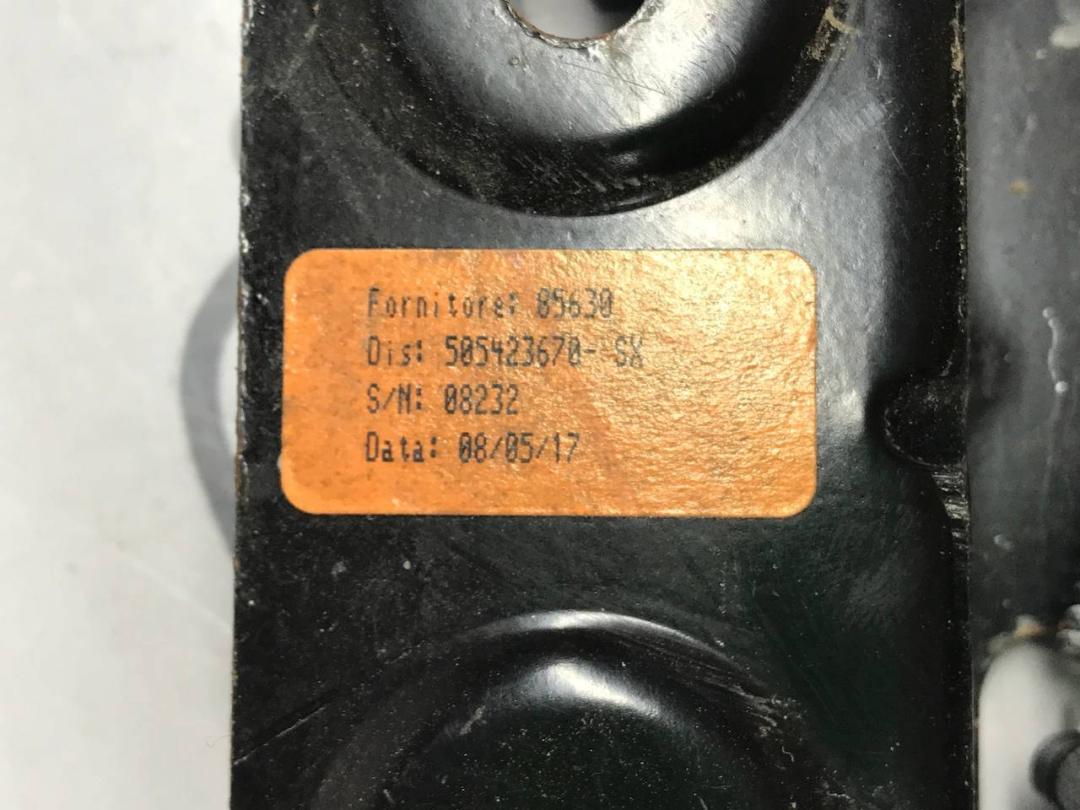 Fornitore: 05630
Dis: 505423670- SX
S/N: 08232
Data: 08/05/17